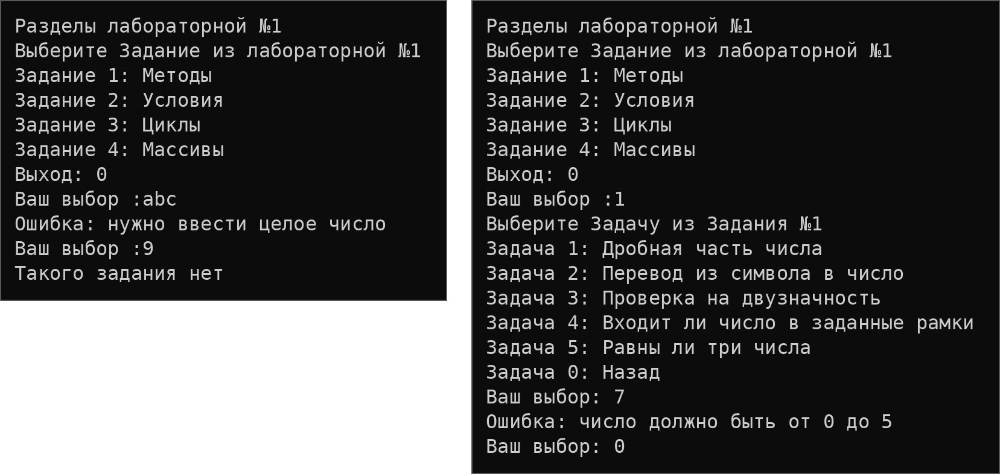 Разделы лабораторной №1
Выберите Задание из лабораторной №1
Задание 1: Методы
Задание 2: Условия
Задание 3: Циклы
Задание 4: Массивы
Выход: 0
Ваш выбор :abc
Ошибка: нужно ввести целое число
Ваш выбор :9
Такого задания нет
Разделы лабораторной №1
Выберите Задание из лабораторной №1
Задание 1: Методы
Задание 2: Условия
Задание 3: Циклы
Задание 4: Массивы
Выход: 0
Ваш выбор :1
Выберите Задачу из Задания №1
Задача 1: Дробная часть числа
Задача 2: Перевод из символа в число
Задача 3: Проверка на двузначность
Задача 4: Входит ли число в заданные рамки
Задача 5: Равны ли три числа
Задача 0: Назад
Ваш выбор: 7
Ошибка: число должно быть от 0 до 5
Ваш выбор: 0